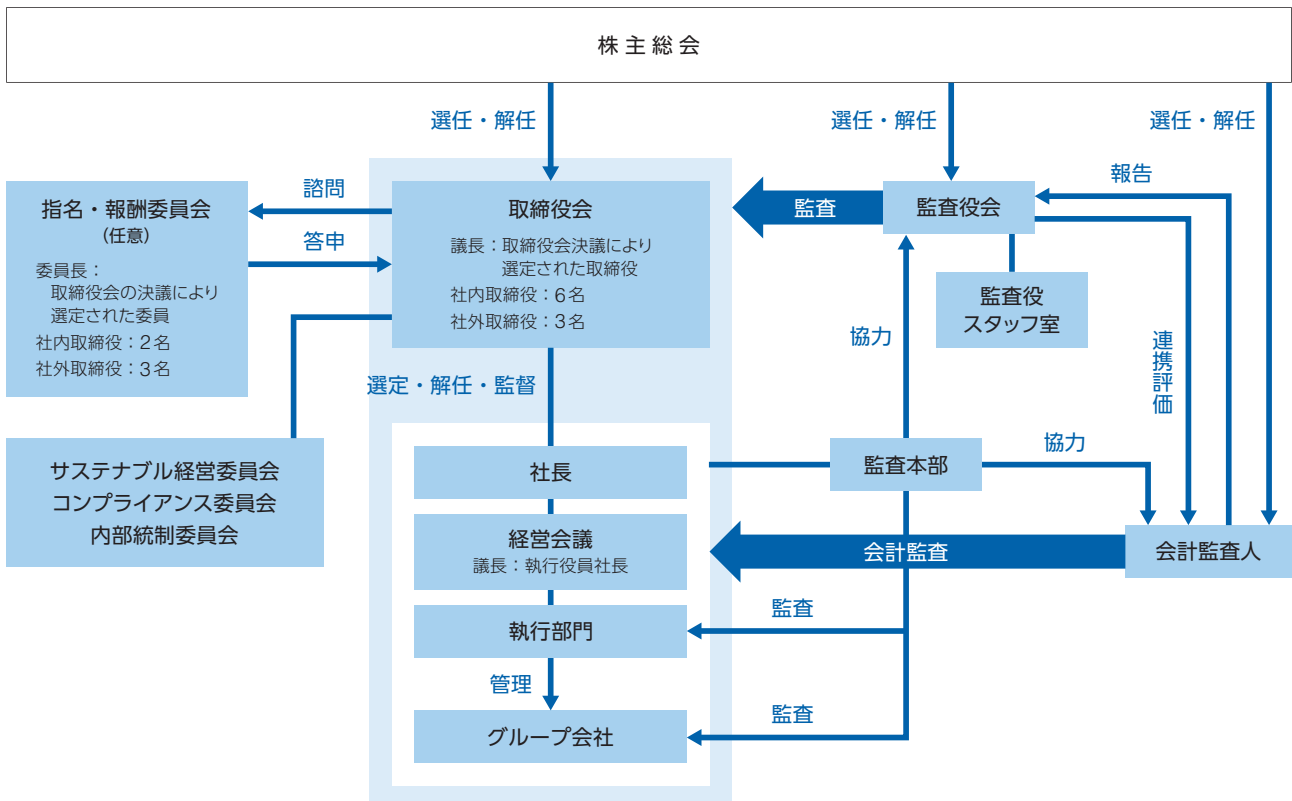 株主総会
選任・解任
選任・解任
選任・解任
指名・報酬委員会
(任意)
委員長：
取締役会の決議により
選定された委員
社内取締役：2名
社外取締役：3名
諮問
答申
取締役会
議長：取締役会決議により
選定された取締役
社内取締役：6名
社外取締役：3名
監査
監査役会
報告
監査役
スタッフ室
協力
連携評価
選定・解任・監督
サステナブル経営委員会
コンプライアンス委員会
内部統制委員会
社長
監査本部
協力
経営会議
議長：執行役員社長
会計監査
会計監査人
執行部門
監査
管理
グループ会社
監査